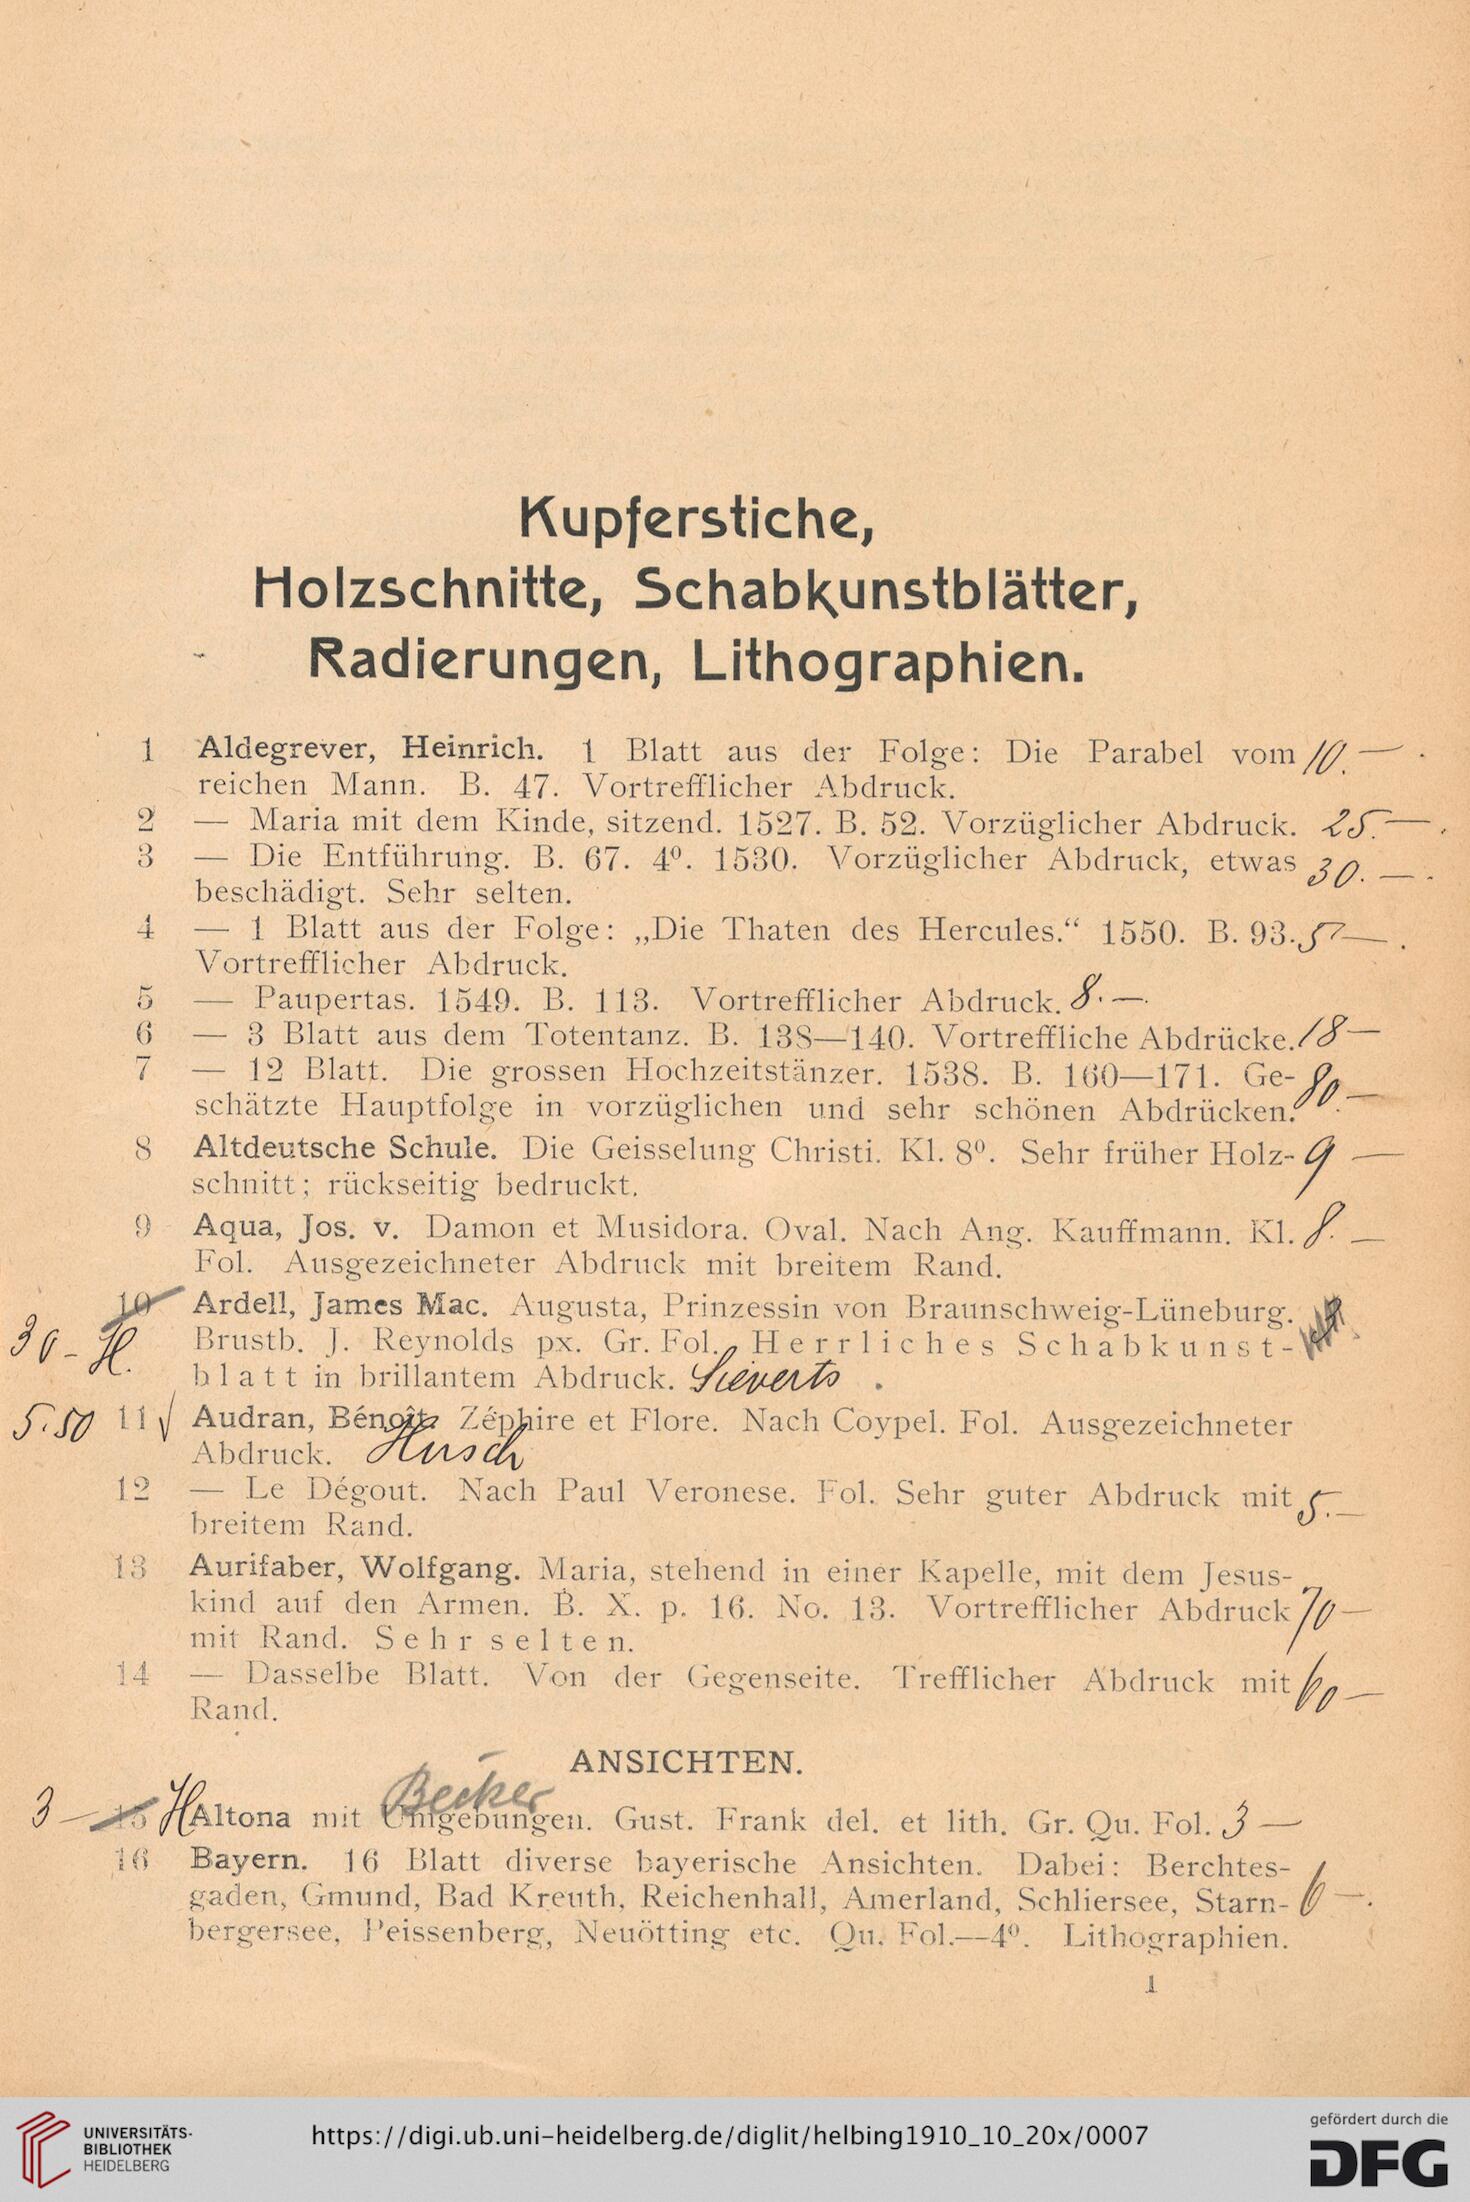 Kupferstiche,
Holzschnitte, Schabkunstblätter,
Radierungen, Lithographien.
1 Aldegrever, Heinrich. 1 Blatt aus der Folge: Die Parabel vom 10.—
reichen Mann. B. 47. Vortrefflicher Abdruck.
2 — Maria mit dem Kinde, sitzend. 1527. B. 52. Vorzüglicher Abdruck. 25.—
3 — Die Entführung. B. 67. 4⁰. 1530. Vorzüglicher Abdruck, etwas 30.—
beschädigt. Sehr selten.
4 — 1 Blatt aus der Folge: „Die Thaten des Hercules.“ 1550. B. 93.
Vortrefflicher Abdruck.
5 — Paupertas. 1549. B. 113. Vortrefflicher Abdruck. 8.—
6 — 3 Blatt aus dem Totentanz. B. 138—140. Vortreffliche Abdrücke. 18—
7 — 12 Blatt. Die grossen Hochzeitstänzer. 1538. B. 160—171. Ge- 80.—
schätzte Hauptfolge in vorzüglichen und sehr schönen Abdrücken.
8 Altdeutsche Schule. Die Geisselung Christi. Kl. 8⁰. Sehr früher Holz- 9 —
schnitt; rückseitig bedruckt.
9 Aqua, Jos. v. Damon et Musidora. Oval. Nach Ang. Kauffmann. Kl. 8.—
Fol. Ausgezeichneter Abdruck mit breitem Rand.
10 Ardell, James Mac. Augusta, Prinzessin von Braunschweig-Lüneburg.
30 - H. Brustb. J. Reynolds px. Gr. Fol. Herrliches Schabkunst-
blatt in brillantem Abdruck. Sieverts
5.50 11 √ Audran, Bénoît. Zéphire et Flore. Nach Coypel. Fol. Ausgezeichneter
Abdruck. Hirsch
12 — Le Dégout. Nach Paul Veronese. Fol. Sehr guter Abdruck mit 5.—
breitem Rand.
13 Aurifaber, Wolfgang. Maria, stehend in einer Kapelle, mit dem Jesus-
kind auf den Armen. B. X. p. 16. No. 13. Vortrefflicher Abdruck 70—
mit Rand. Sehr selten.
14 — Dasselbe Blatt. Von der Gegenseite. Trefflicher Abdruck mit 60—
Rand.
ANSICHTEN.
Becker
3 — 15 H Altona mit Umgebungen. Gust. Frank del. et lith. Gr. Qu. Fol. 3 —
16 Bayern. 16 Blatt diverse bayerische Ansichten. Dabei: Berchtes-
gaden, Gmund, Bad Kreuth, Reichenhall, Amerland, Schliersee, Starn- 6 —.
bergersee, Peissenberg, Neuötting etc. Qu. Fol.—4⁰. Lithographien.
1
UNIVERSITÄTS-
BIBLIOTHEK
HEIDELBERG
https://digi.ub.uni-heidelberg.de/diglit/helbing1910_10_20x/0007
gefördert durch die
DFG